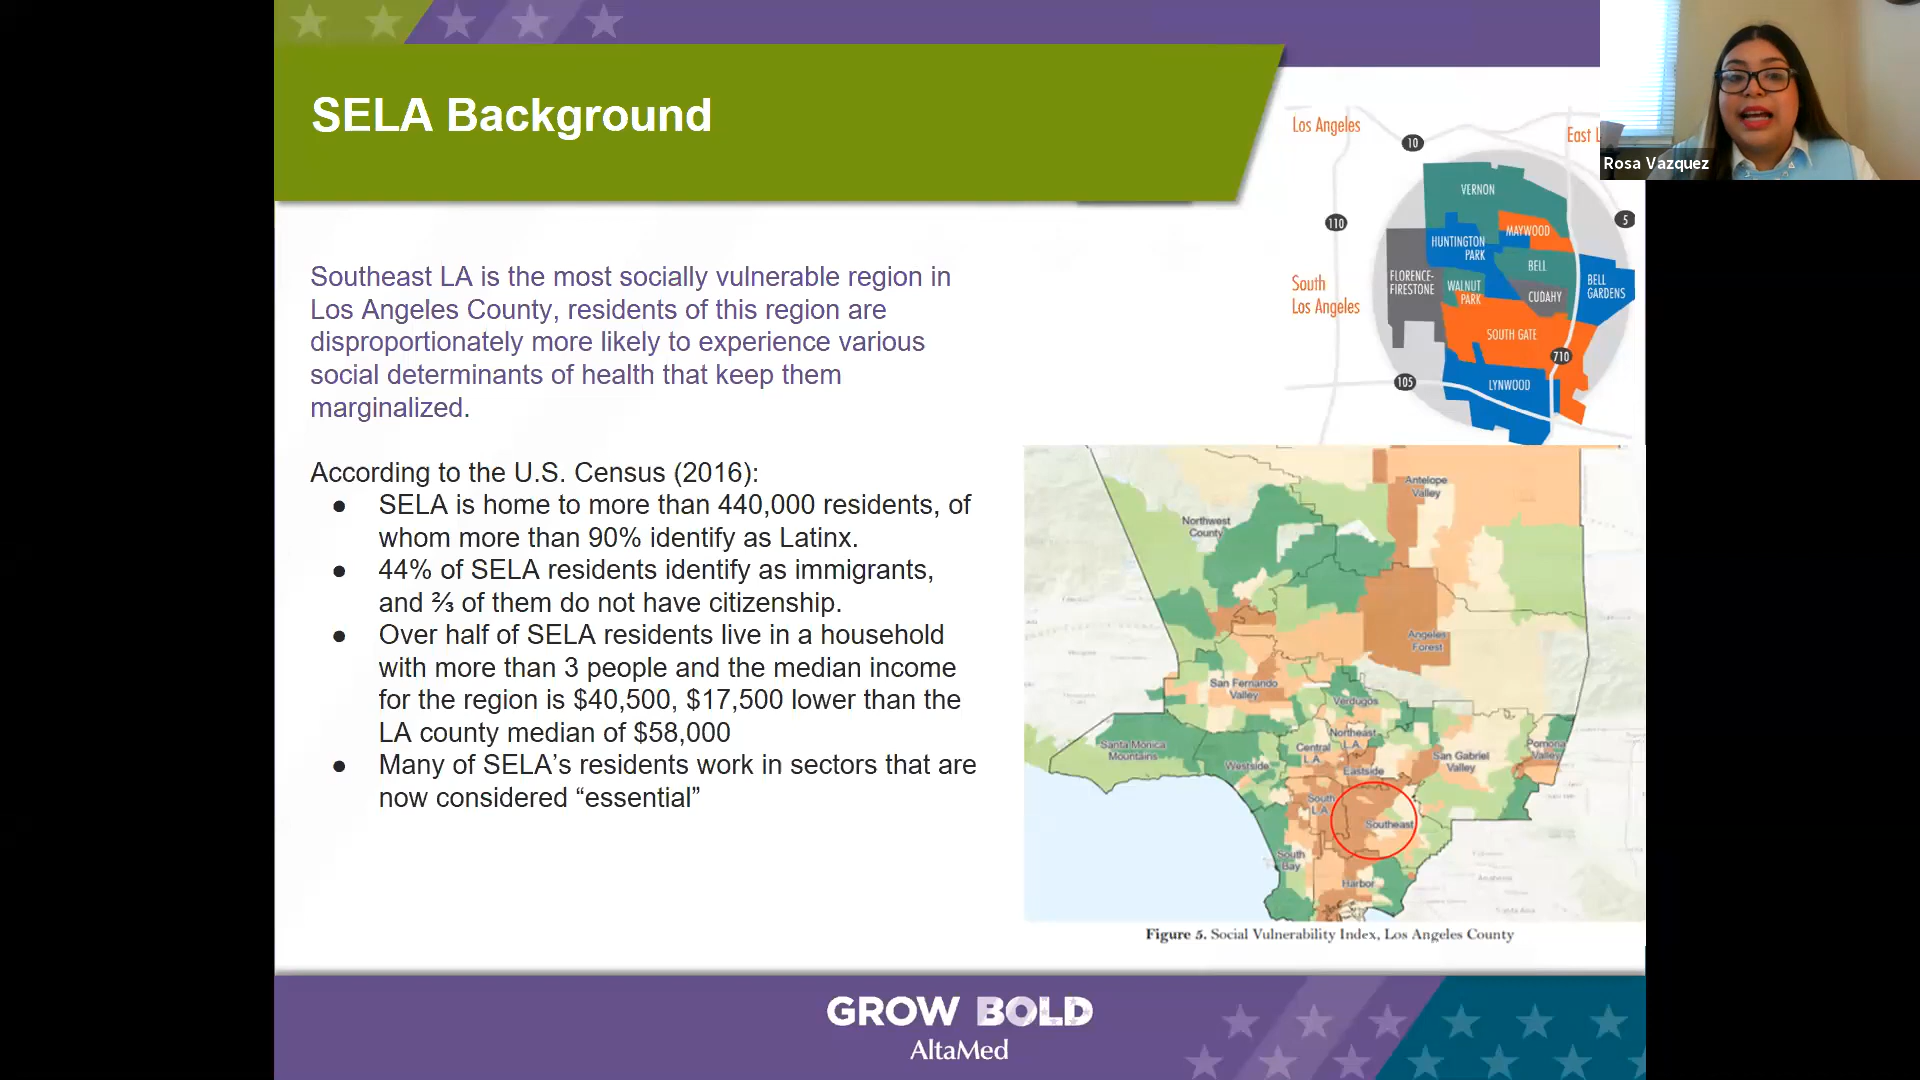 SELA Background
Rosa Vazquez
Southeast LA is the most socially vulnerable region in
Los Angeles County, residents of this region are
disproportionately more likely to experience various
social determinants of health that keep them
marginalized.
According to the U.S. Census (2016):
● SELA is home to more than 440,000 residents, of
whom more than 90% identify as Latinx.
● 44% of SELA residents identify as immigrants,
and ⅔ of them do not have citizenship.
● Over half of SELA residents live in a household
with more than 3 people and the median income
for the region is $40,500, $17,500 lower than the
LA county median of $58,000
● Many of SELA’s residents work in sectors that are
now considered “essential”
Los Angeles
10
East L
VERNON
110
5
MAYWOOD
HUNTINGTON
PARK
BELL
FLORENCE-
FIRESTONE
WALNUT
PARK
CUDAHY
BELL
GARDENS
South
Los Angeles
SOUTH GATE
710
105
LYNWOOD
Antelope
Valley
Northwest
County
Angeles
Forest
San Fernando
Valley
Verdugos
Northeast
L.A.
Central
L.A.
Santa Monica
Mountains
Westside
Eastside
San Gabriel
Valley
Pomona
Valley
South
L.A.
Southeast
South
Bay
Harbor
Figure 5. Social Vulnerability Index, Los Angeles County
GROW BOLD
AltaMed